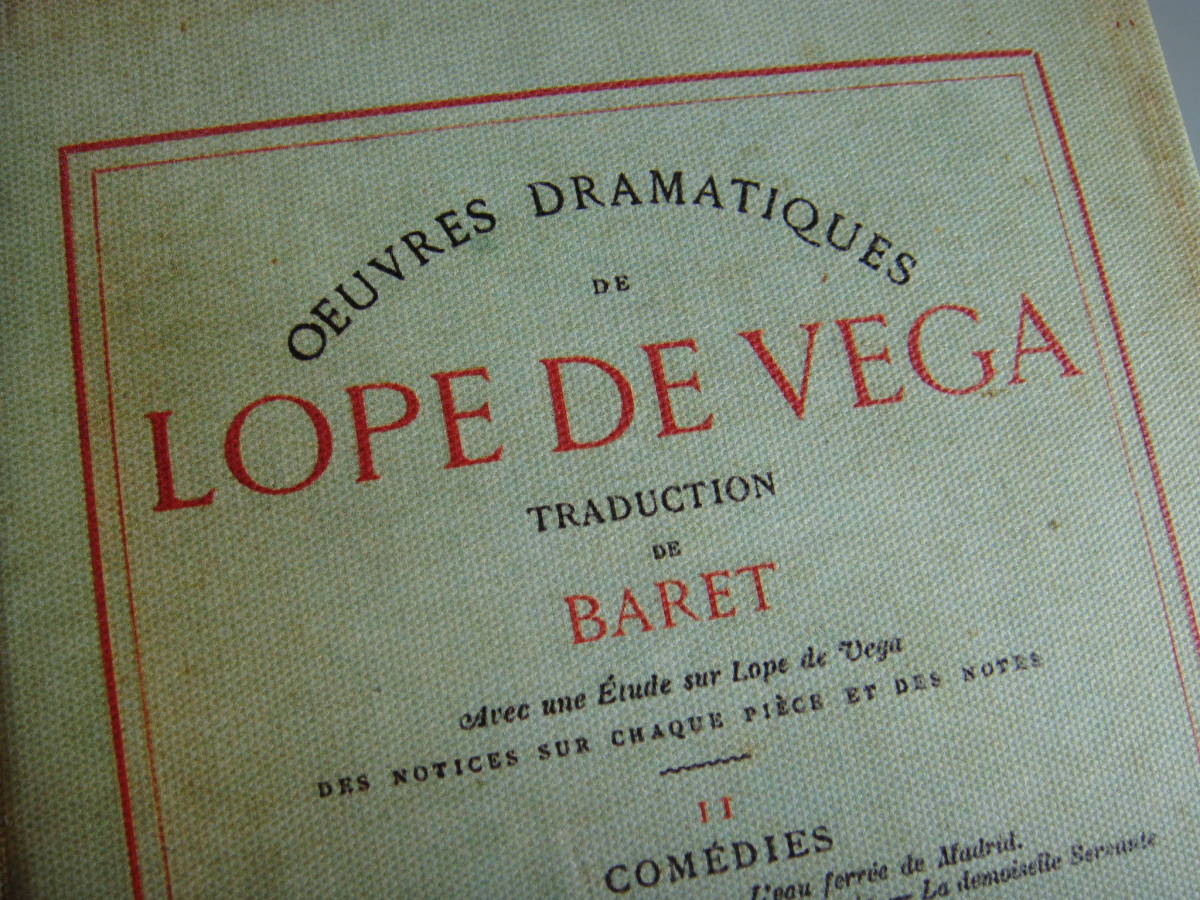 OEUVRES DRAMATIQUES
DE
LOPE DE VEGA
TRADUCTION
DE
BARET
Avec une Étude sur Lope de Vega
DES NOTICES SUR CHAQUE PIÈCE ET DES NOTES
II
COMÉDIES
L'eau ferrée de Madrid.
— La demoiselle Servante